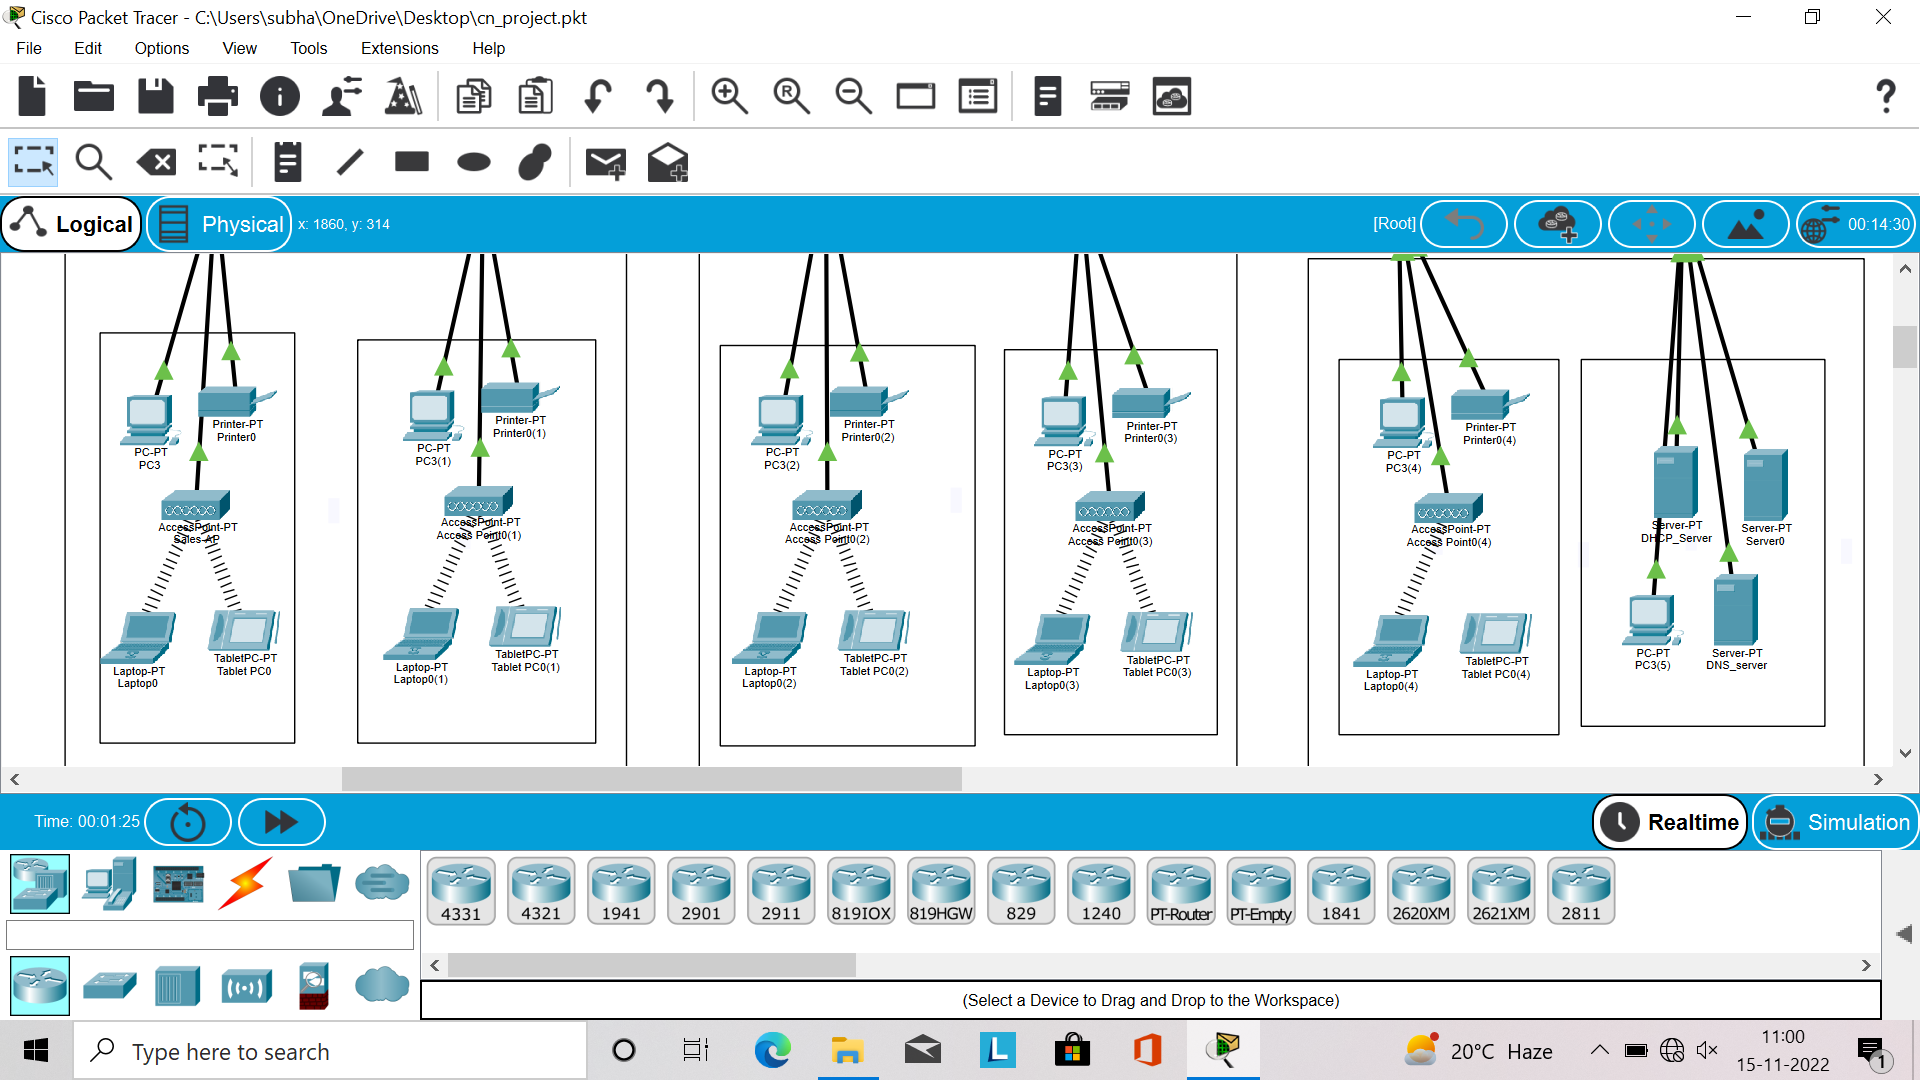 Cisco Packet Tracer - C:\Users\subha\OneDrive\Desktop\cn_project.pkt
File Edit Options View Tools Extensions Help
Logical Physical x: 1860, y: 314 [Root] 00:14:30
PC-PT
PC3
Printer-PT
Printer0
AccessPoint-PT
Sales-AP
Laptop-PT
Laptop0
TabletPC-PT
Tablet PC0
PC-PT
PC3(1)
Printer-PT
Printer0(1)
AccessPoint-PT
Access Point0(1)
Laptop-PT
Laptop0(1)
TabletPC-PT
Tablet PC0(1)
PC-PT
PC3(2)
Printer-PT
Printer0(2)
AccessPoint-PT
Access Point0(2)
Laptop-PT
Laptop0(2)
TabletPC-PT
Tablet PC0(2)
PC-PT
PC3(3)
Printer-PT
Printer0(3)
AccessPoint-PT
Access Point0(3)
Laptop-PT
Laptop0(3)
TabletPC-PT
Tablet PC0(3)
PC-PT
PC3(4)
Printer-PT
Printer0(4)
AccessPoint-PT
Access Point0(4)
Laptop-PT
Laptop0(4)
TabletPC-PT
Tablet PC0(4)
Server-PT
DHCP_Server
Server-PT
Server0
PC-PT
PC3(5)
Server-PT
DNS_server
Time: 00:01:25 Realtime Simulation
4331 4321 1941 2901 2911 819IOX 819HGW 829 1240 PT-Router PT-Empty 1841 2620XM 2621XM 2811
(Select a Device to Drag and Drop to the Workspace)
Type here to search
20°C Haze
11:00
15-11-2022
1